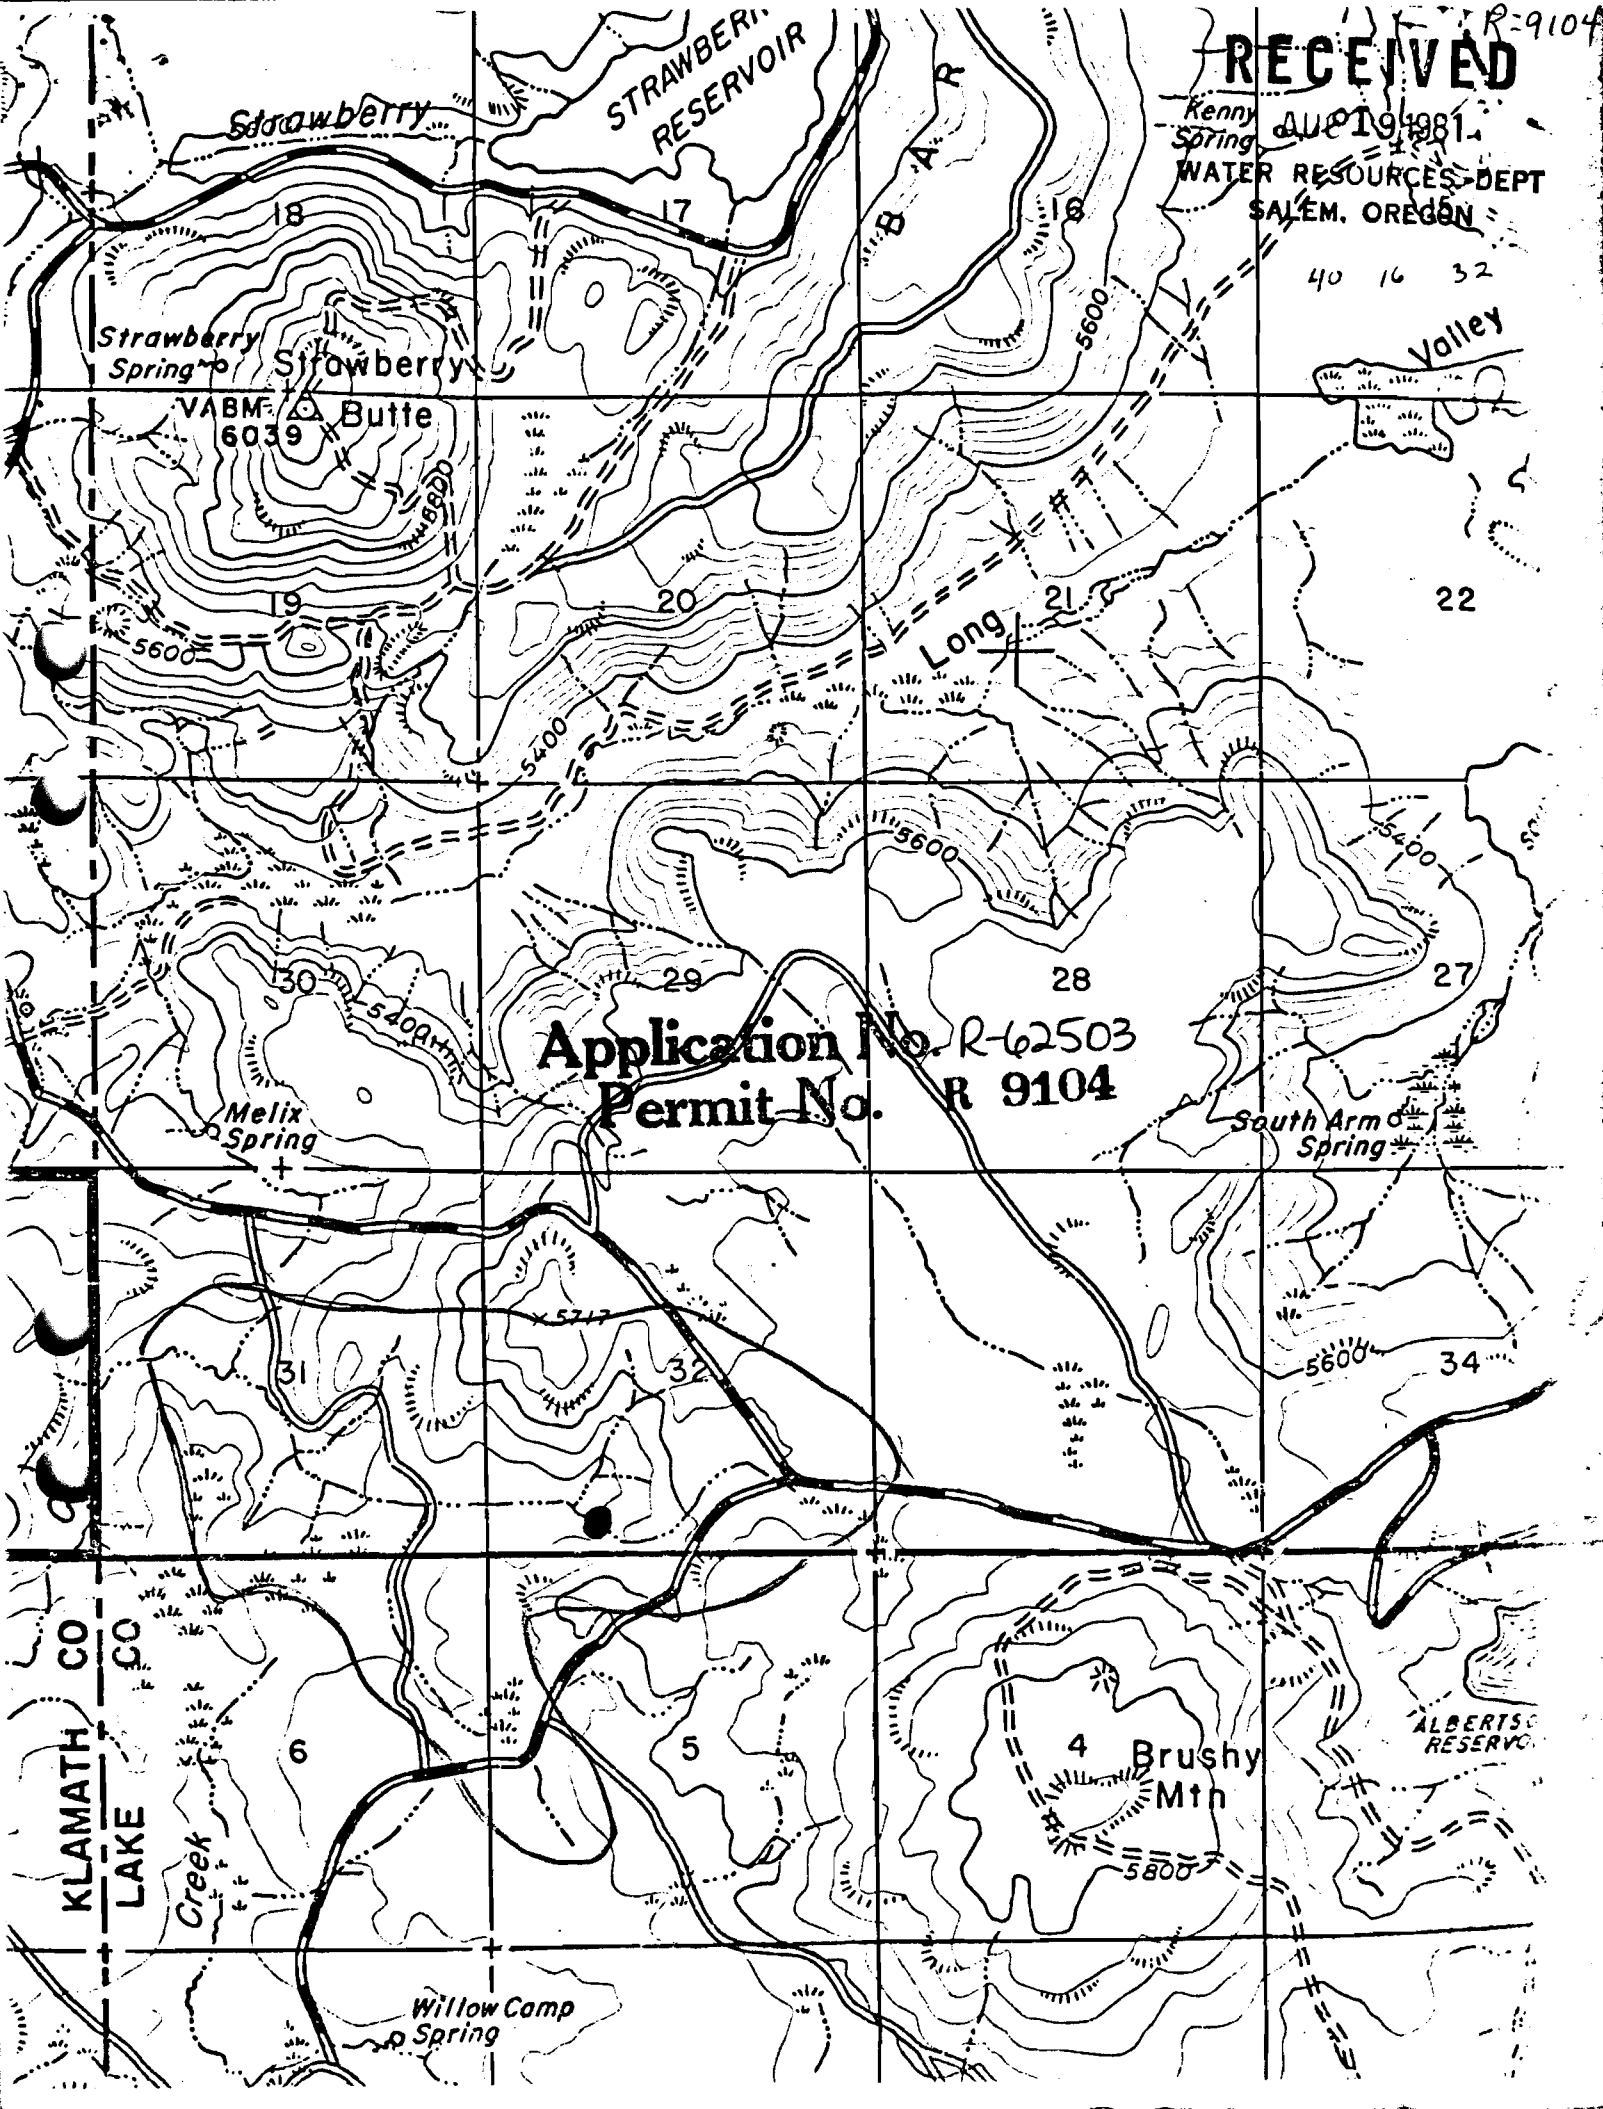 R-9104
RECEIVED
AUG 19 1981
WATER RESOURCES DEPT
SALEM, OREGON
40 16 32
STRAWBERRY
RESERVOIR
Strawberry
Kenny
Spring
B A R
18
17
16
15
Strawberry
Spring
Strawberry
Butte
VABM
6039
5600
Valley
5800
19
20
21
22
5600
Long
5400
5600
5400
30
29
28
27
5400
Application No. R-62503
Permit No. R 9104
Melix
Spring
South Arm
Spring
x 5717
31
32
5600
34
KLAMATH CO
LAKE CO
6
5
4
Brushy
Mtn
5800
Creek
Willow Camp
Spring